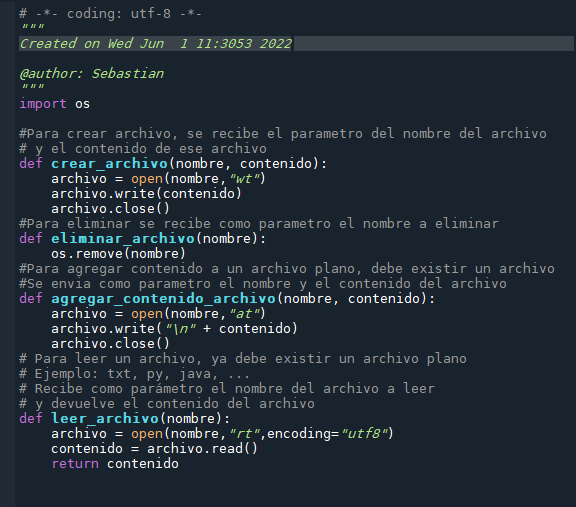 # -*- coding: utf-8 -*-
"""
Created on Wed Jun  1 11:3053 2022

@author: Sebastian
"""
import os

#Para crear archivo, se recibe el parametro del nombre del archivo
# y el contenido de ese archivo
def crear_archivo(nombre, contenido):
    archivo = open(nombre,"wt")
    archivo.write(contenido)
    archivo.close()
#Para eliminar se recibe como parametro el nombre a eliminar
def eliminar_archivo(nombre):
    os.remove(nombre)
#Para agregar contenido a un archivo plano, debe existir un archivo
#Se envia como parametro el nombre y el contenido del archivo
def agregar_contenido_archivo(nombre, contenido):
    archivo = open(nombre,"at")
    archivo.write("\n" + contenido)
    archivo.close()
# Para leer un archivo, ya debe existir un archivo plano
# Ejemplo: txt, py, java, ...
# Recibe como parámetro el nombre del archivo a leer
# y devuelve el contenido del archivo
def leer_archivo(nombre):
    archivo = open(nombre,"rt",encoding="utf8")
    contenido = archivo.read()
    return contenido